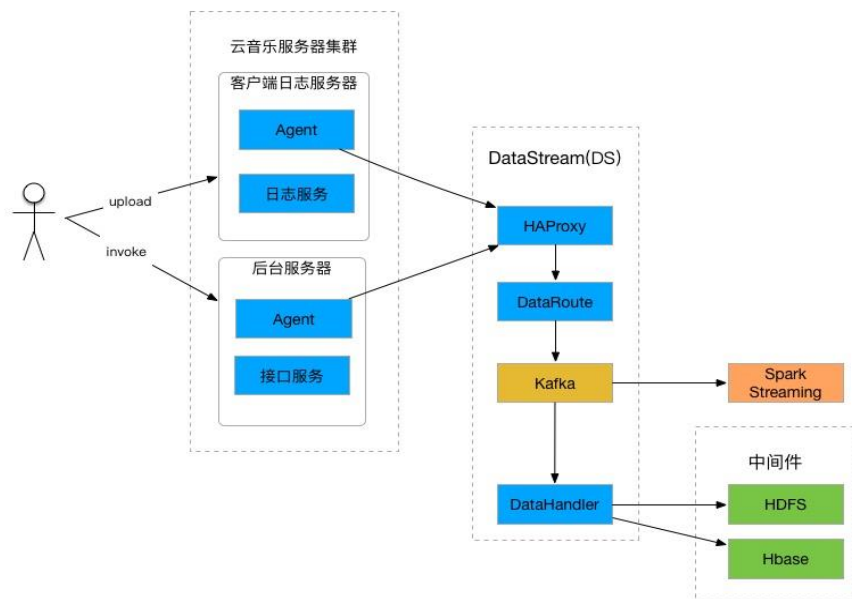 云音乐服务器集群
客户端日志服务器
Agent
日志服务
upload
invoke
后台服务器
Agent
接口服务
DataStream(DS)
HAProxy
DataRoute
Kafka
DataHandler
Spark
Streaming
中间件
HDFS
Hbase